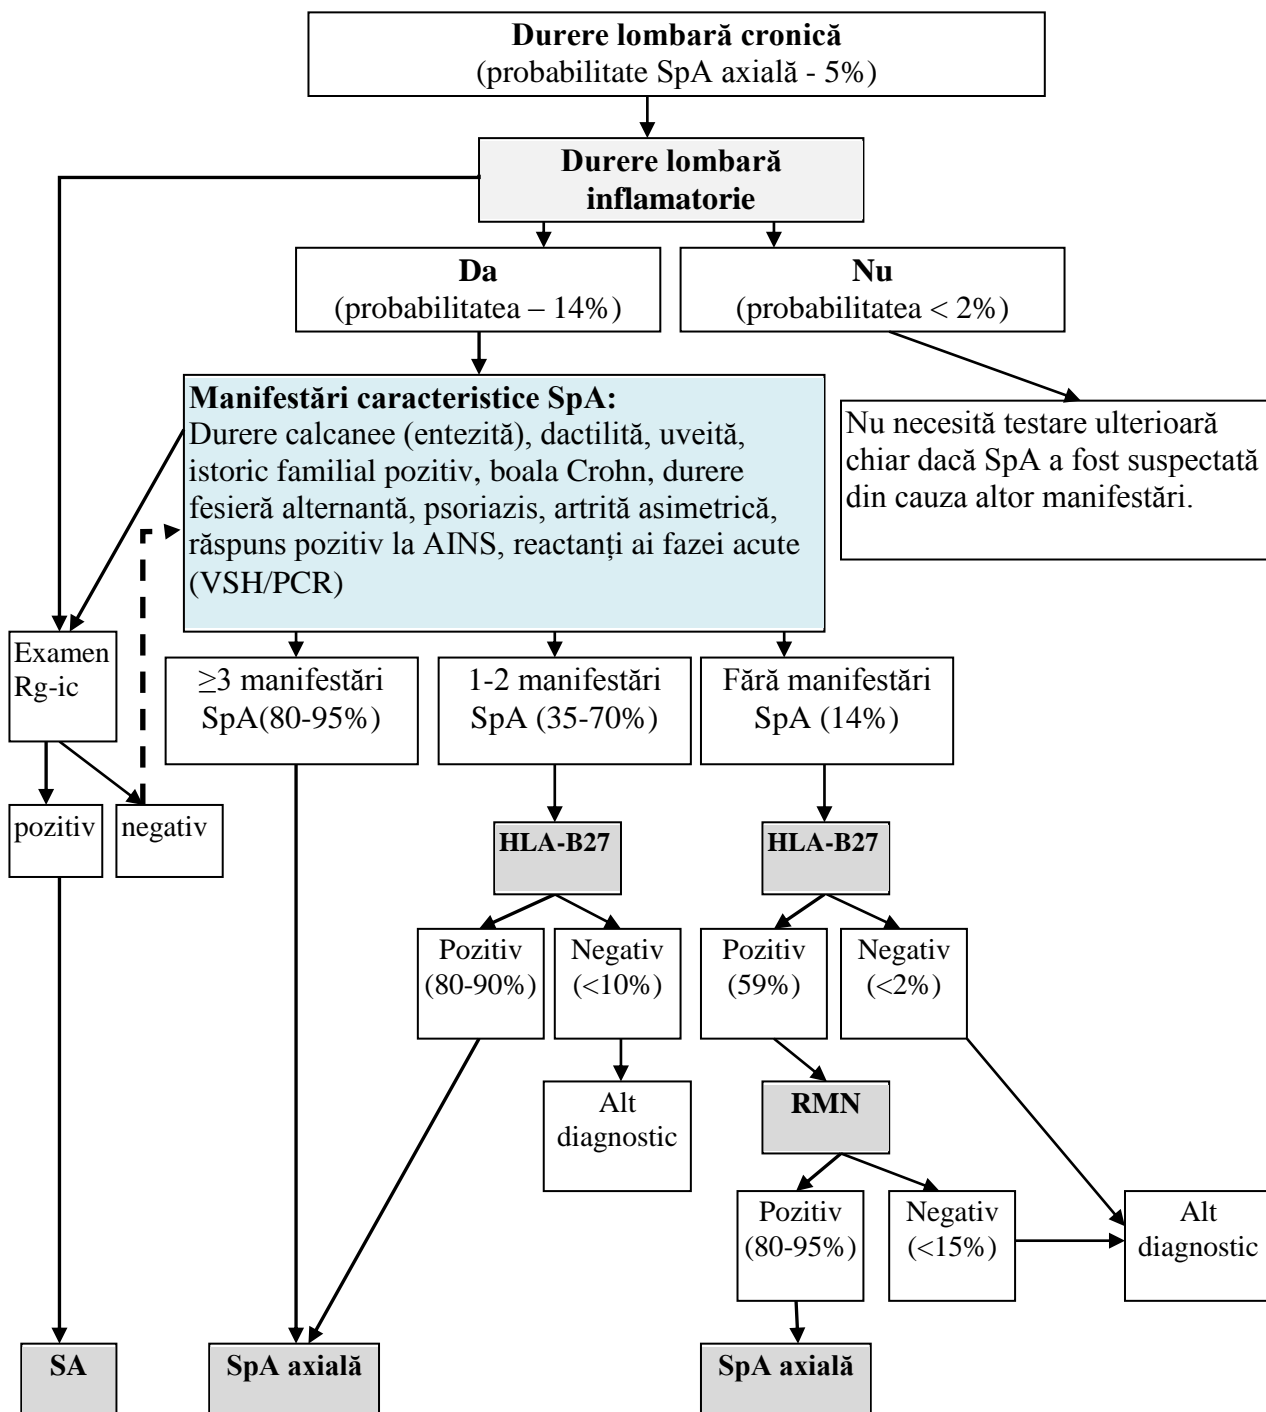 Durere lombară cronică
(probabilitate SpA axială - 5%)
Durere lombară
inflamatorie
Da
(probabilitatea – 14%)
Nu
(probabilitatea < 2%)
Manifestări caracteristice SpA:
Durere calcanee (entezită), dactilită, uveită,
istoric familial pozitiv, boala Crohn, durere
fesieră alternantă, psoriazis, artrită asimetrică,
răspuns pozitiv la AINS, reactanți ai fazei acute
(VSH/PCR)
Nu necesită testare ulterioară
chiar dacă SpA a fost suspectată
din cauza altor manifestări.
Examen
Rg-ic
≥3 manifestări
SpA(80-95%)
1-2 manifestări
SpA (35-70%)
Fără manifestări
SpA (14%)
pozitiv
negativ
HLA-B27
HLA-B27
Pozitiv
(80-90%)
Negativ
(<10%)
Pozitiv
(59%)
Negativ
(<2%)
Alt
diagnostic
RMN
Pozitiv
(80-95%)
Negativ
(<15%)
Alt
diagnostic
SA
SpA axială
SpA axială